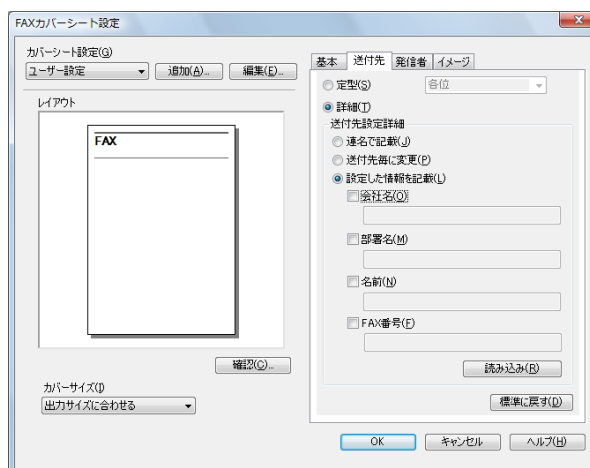 FAXカバーシート設定
カバーシート設定(G)
ユーザー設定
追加(A)...
編集(E)...
レイアウト
FAX
確認(C)...
カバーサイズ(I)
出力サイズに合わせる
基本
送付先
発信者
イメージ
定型(S)
各位
詳細(T)
送付先設定詳細
連名で記載(J)
送付先毎に変更(P)
設定した情報を記載(L)
会社名(O)
部署名(M)
名前(N)
FAX番号(F)
読み込み(R)
標準に戻す(D)
OK
キャンセル
ヘルプ(H)